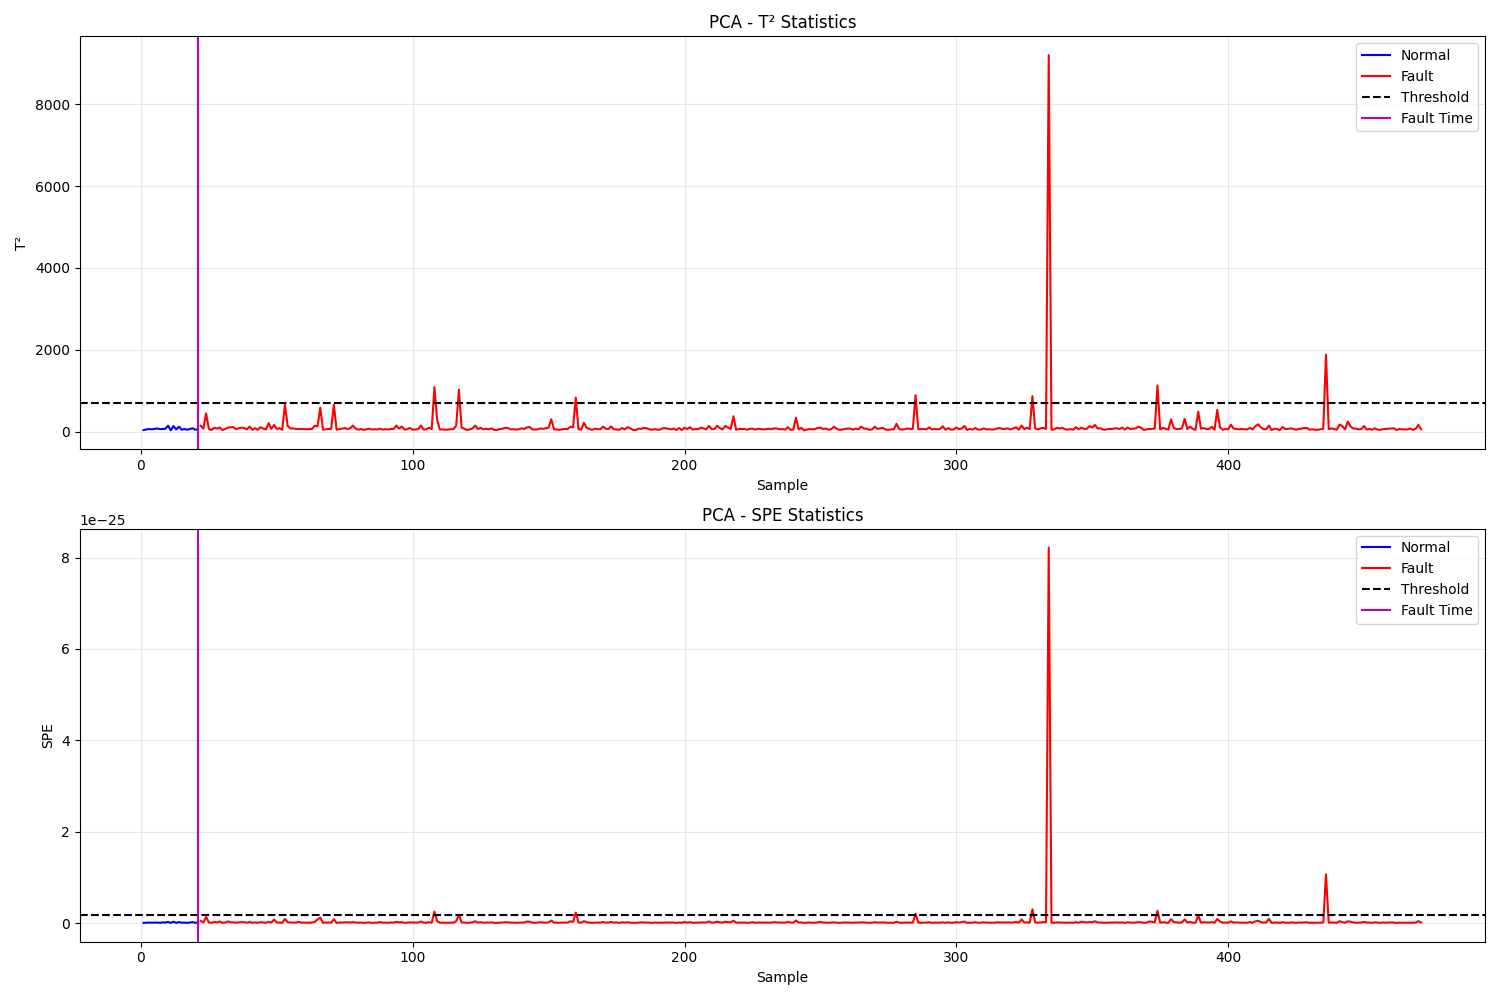 PCA - T² Statistics
Normal
Fault
Threshold
Fault Time
8000
6000
4000
2000
0
T²
0 100 200 300 400
Sample
PCA - SPE Statistics
1e−25
Normal
Fault
Threshold
Fault Time
8
6
4
2
0
SPE
0 100 200 300 400
Sample